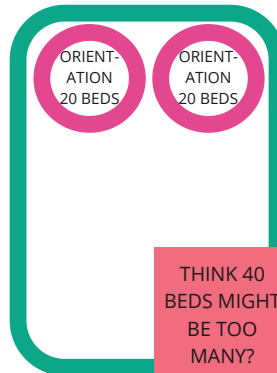 ORIENT-
ATION
20 BEDS
ORIENT-
ATION
20 BEDS
THINK 40
BEDS MIGHT
BE TOO
MANY?